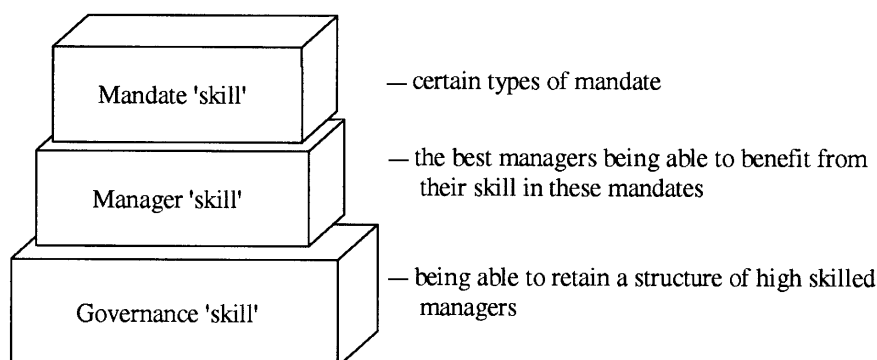 Mandate 'skill'
— certain types of mandate
Manager 'skill'
— the best managers being able to benefit from
their skill in these mandates
Governance 'skill'
— being able to retain a structure of high skilled
managers